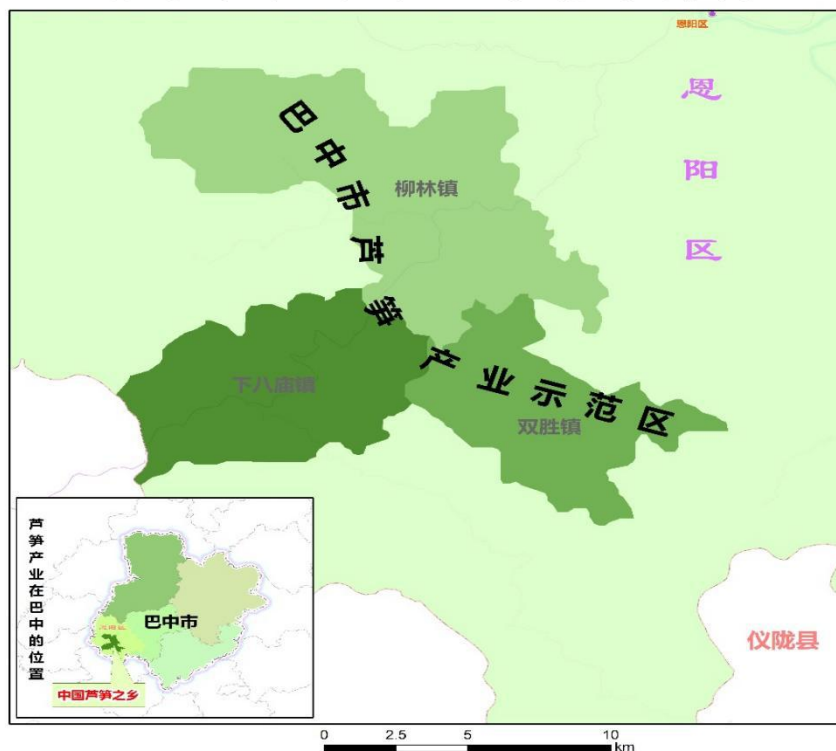 恩阳区
恩阳区
柳林镇
巴中市芦笋产业示范区
下八庙镇
双胜镇
芦笋产业在巴中的位置
巴中市
中国芦笋之乡
仪陇县
0 2.5 5 10
km